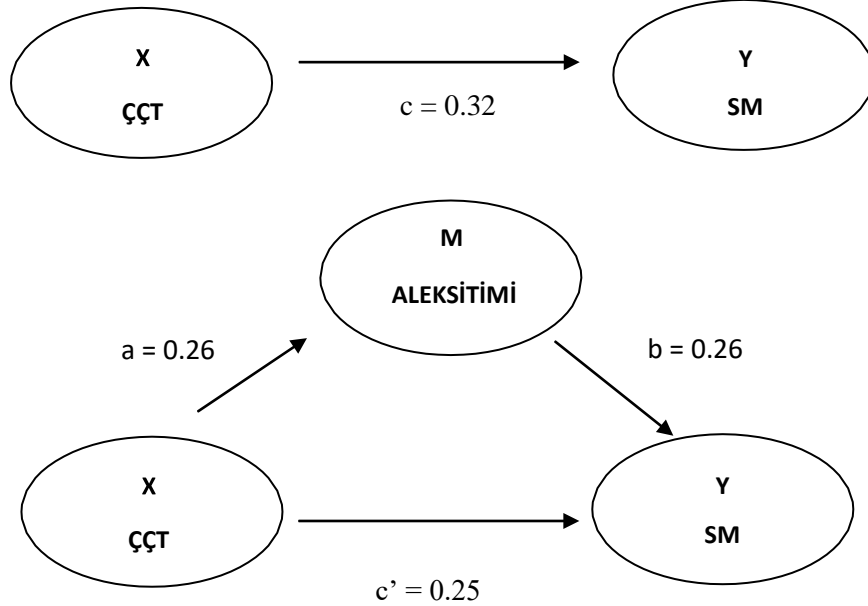 X
ÇÇT
c = 0.32
Y
SM
M
ALEKSİTİMİ
a = 0.26
b = 0.26
X
ÇÇT
c’ = 0.25
Y
SM